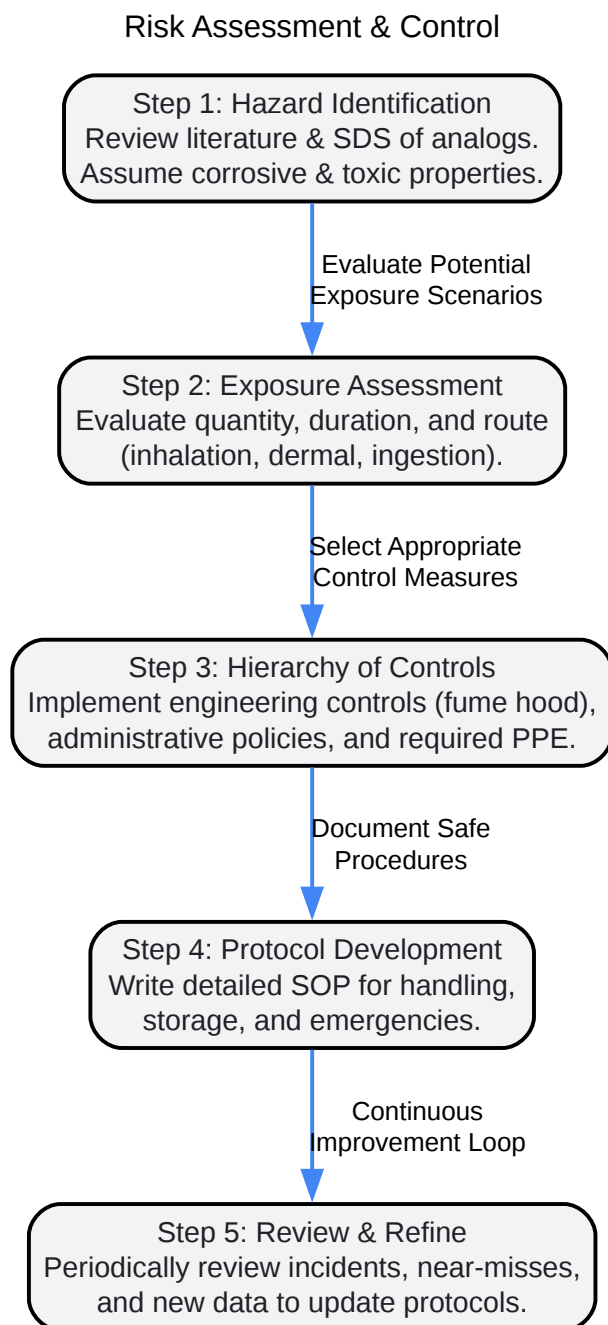 Risk Assessment & Control
Step 1: Hazard Identification
Review literature & SDS of analogs.
Assume corrosive & toxic properties.
Evaluate Potential
Exposure Scenarios
Step 2: Exposure Assessment
Evaluate quantity, duration, and route
(inhalation, dermal, ingestion).
Select Appropriate
Control Measures
Step 3: Hierarchy of Controls
Implement engineering controls (fume hood),
administrative policies, and required PPE.
Document Safe
Procedures
Step 4: Protocol Development
Write detailed SOP for handling,
storage, and emergencies.
Continuous
Improvement Loop
Step 5: Review & Refine
Periodically review incidents, near-misses,
and new data to update protocols.